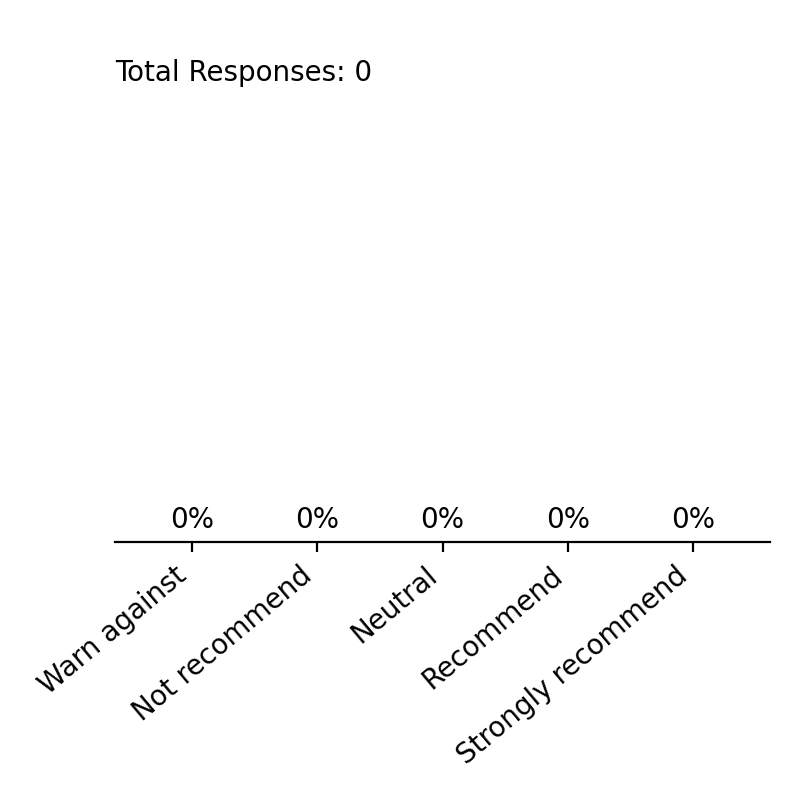 Total Responses: 0
0% 0% 0% 0% 0%
Warn against
Not recommend
Neutral
Recommend
Strongly recommend